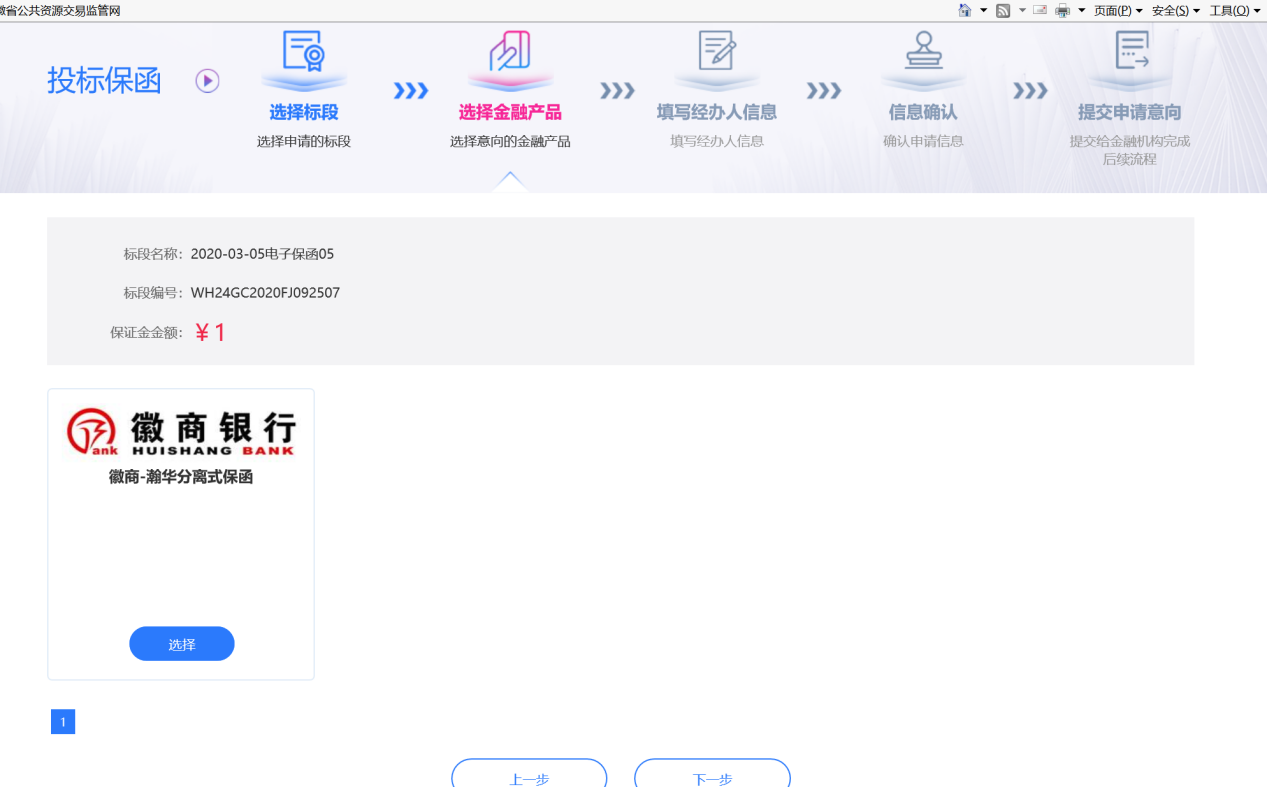 徽省公共资源交易监管网
页面(P) 安全(S) 工具(O)
投标保函
选择标段 选择金融产品 填写经办人信息 信息确认 提交申请意向
选择申请的标段 选择意向的金融产品 填写经办人信息 确认申请信息 提交给金融机构完成
后续流程
标段名称: 2020-03-05电子保函05
标段编号: WH24GC2020FJ092507
保证金金额: ¥ 1
ank 徽商银行
HUISHANG BANK
徽商-瀚华分离式保函
选择
1
上一步 下一步